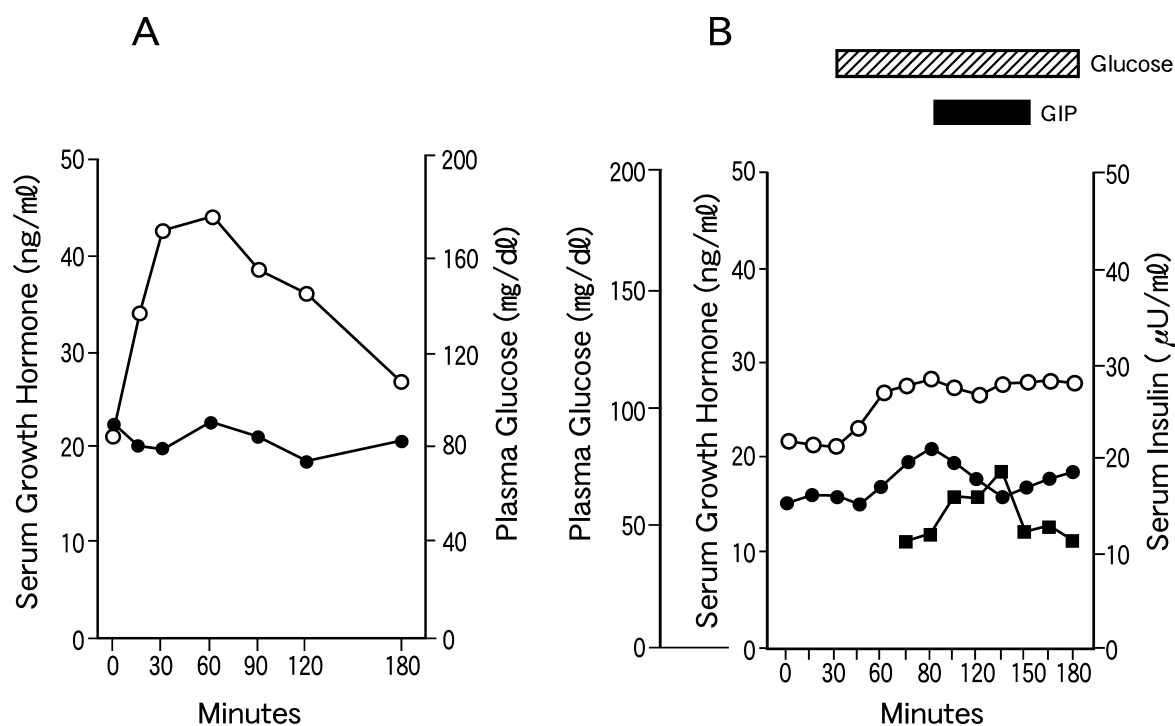 A
B
Glucose
GIP
Serum Growth Hormone (ng/mℓ)
50
40
30
20
10
0
200
160
120
80
40
0
Plasma Glucose (mg/dℓ)
0 30 60 90 120 180
Minutes
Plasma Glucose (mg/dℓ)
200
150
100
50
0
Serum Growth Hormone (ng/mℓ)
50
40
30
20
10
0
50
40
30
20
10
0
Serum Insulin ( μU/mℓ)
0 30 60 80 120 150 180
Minutes